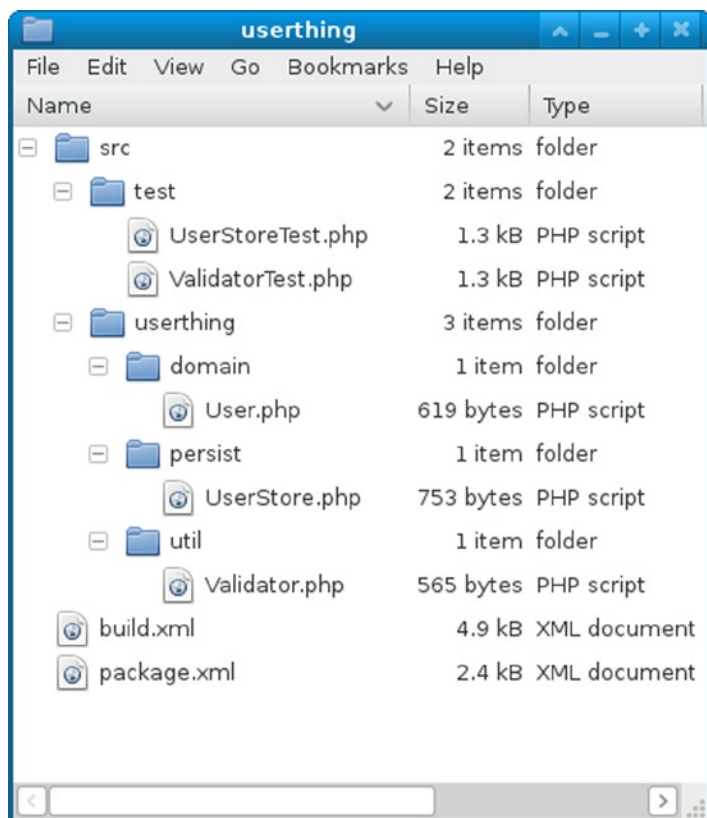 userthing
File Edit View Go Bookmarks Help
Name Size Type
src 2 items folder
test 2 items folder
UserStoreTest.php 1.3 kB PHP script
ValidatorTest.php 1.3 kB PHP script
userthing 3 items folder
domain 1 item folder
User.php 619 bytes PHP script
persist 1 item folder
UserStore.php 753 bytes PHP script
util 1 item folder
Validator.php 565 bytes PHP script
build.xml 4.9 kB XML document
package.xml 2.4 kB XML document